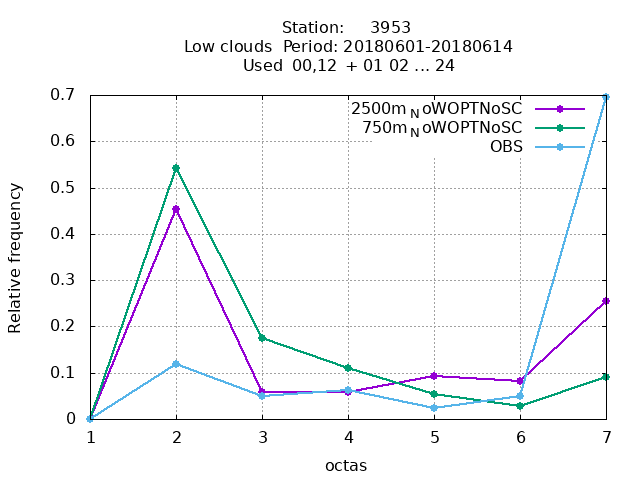 Station: 3953
Low clouds Period: 20180601-20180614
Used 00,12 + 01 02 ... 24
0.7
0.6
0.5
0.4
0.3
0.2
0.1
0
Relative frequency
2500m_NoWOPTNoSC
750m_NoWOPTNoSC
OBS
1 2 3 4 5 6 7
octas